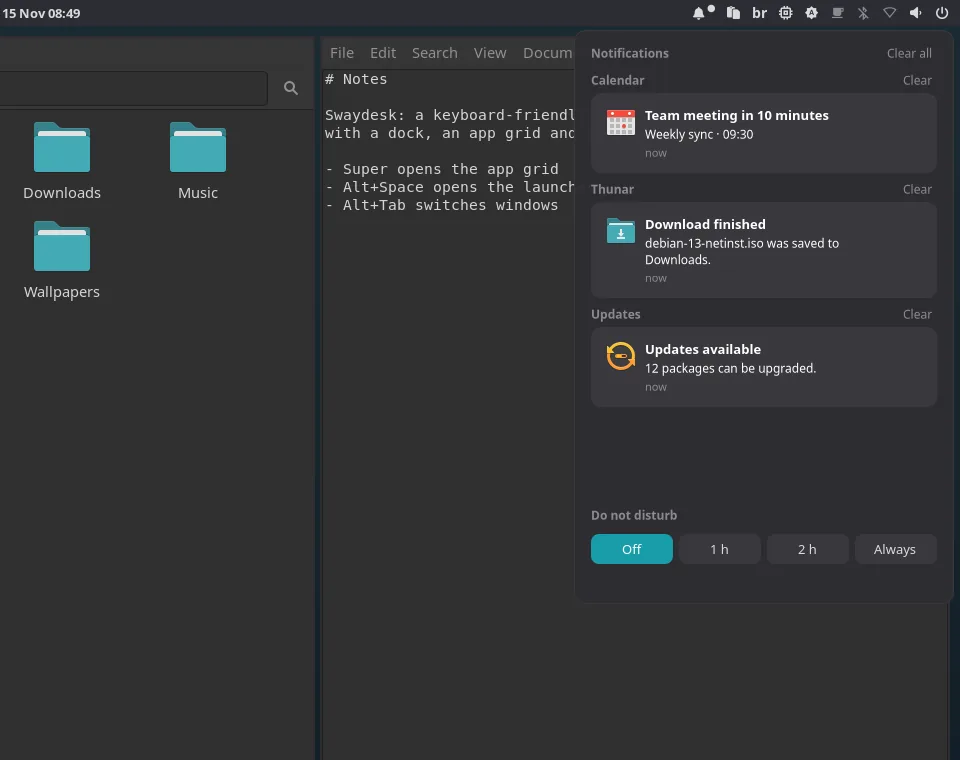 15 Nov 08:49
br
File Edit Search View Docum
# Notes
Swaydesk: a keyboard-friendl
with a dock, an app grid and
- Super opens the app grid
- Alt+Space opens the launch
- Alt+Tab switches windows
Downloads
Music
Wallpapers
Notifications
Clear all
Calendar
Clear
Team meeting in 10 minutes
Weekly sync · 09:30
now
Thunar
Clear
Download finished
debian-13-netinst.iso was saved to
Downloads.
now
Updates
Clear
Updates available
12 packages can be upgraded.
now
Do not disturb
Off
1 h
2 h
Always